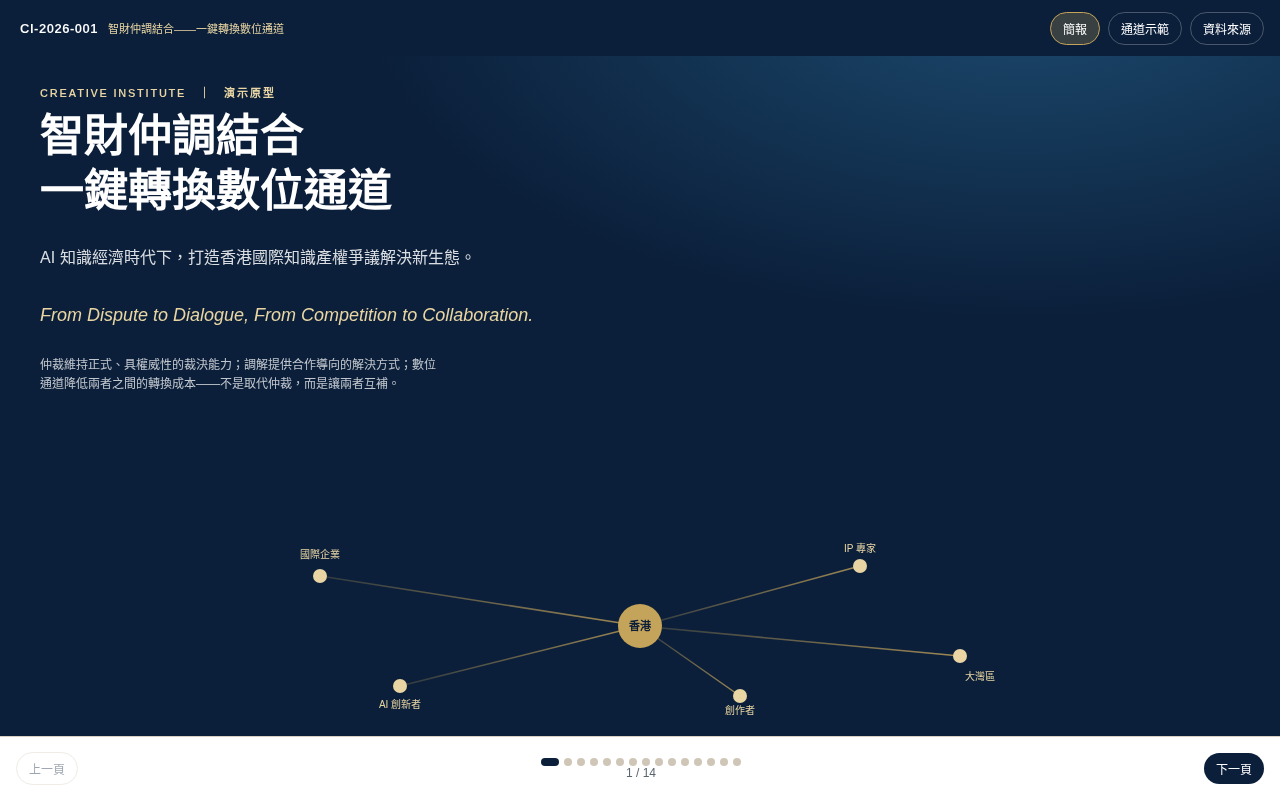 CI-2026-001 智財仲調結合——一鍵轉換數位通道
簡報
通道示範
資料來源
CREATIVE INSTITUTE ｜ 演示原型
智財仲調結合
一鍵轉換數位通道
AI 知識經濟時代下，打造香港國際知識產權爭議解決新生態。
From Dispute to Dialogue, From Competition to Collaboration.
仲裁維持正式、具權威性的裁決能力；調解提供合作導向的解決方式；數位
通道降低兩者之間的轉換成本——不是取代仲裁，而是讓兩者互補。
國際企業
IP 專家
香港
大灣區
AI 創新者
創作者
上一頁
1 / 14
下一頁